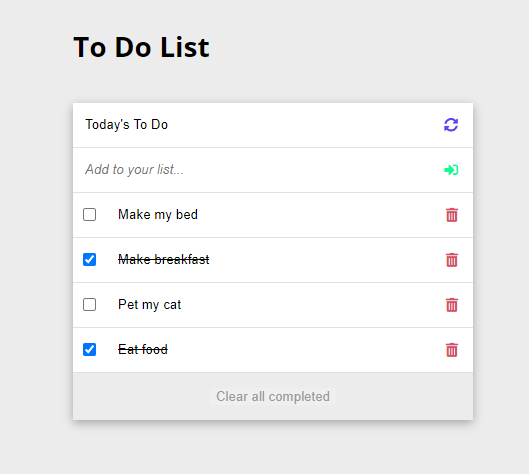 To Do List
Today's To Do
Add to your list...
Make my bed
Make breakfast
Pet my cat
Eat food
Clear all completed